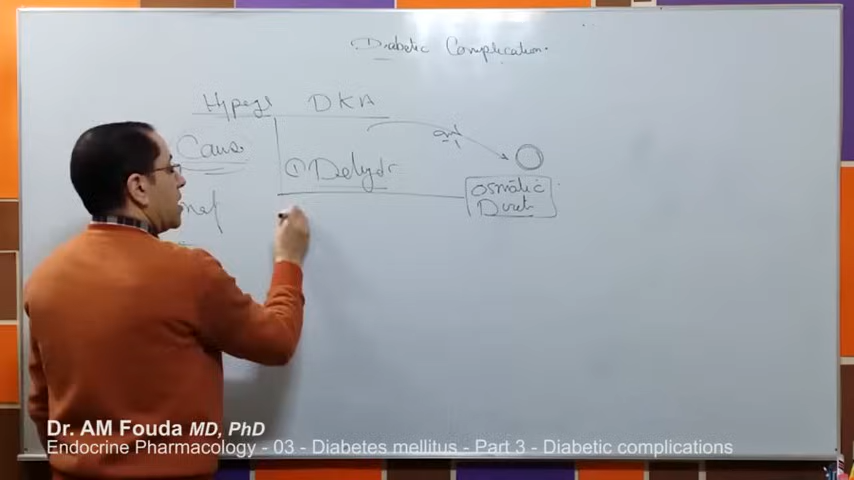 Diabetic Complication.
Hypergl DKA
Cause
① Dehydr
Osmotic
Diuret
Dr. AM Fouda MD, PhD
Endocrine Pharmacology - 03 - Diabetes mellitus - Part 3 - Diabetic complications